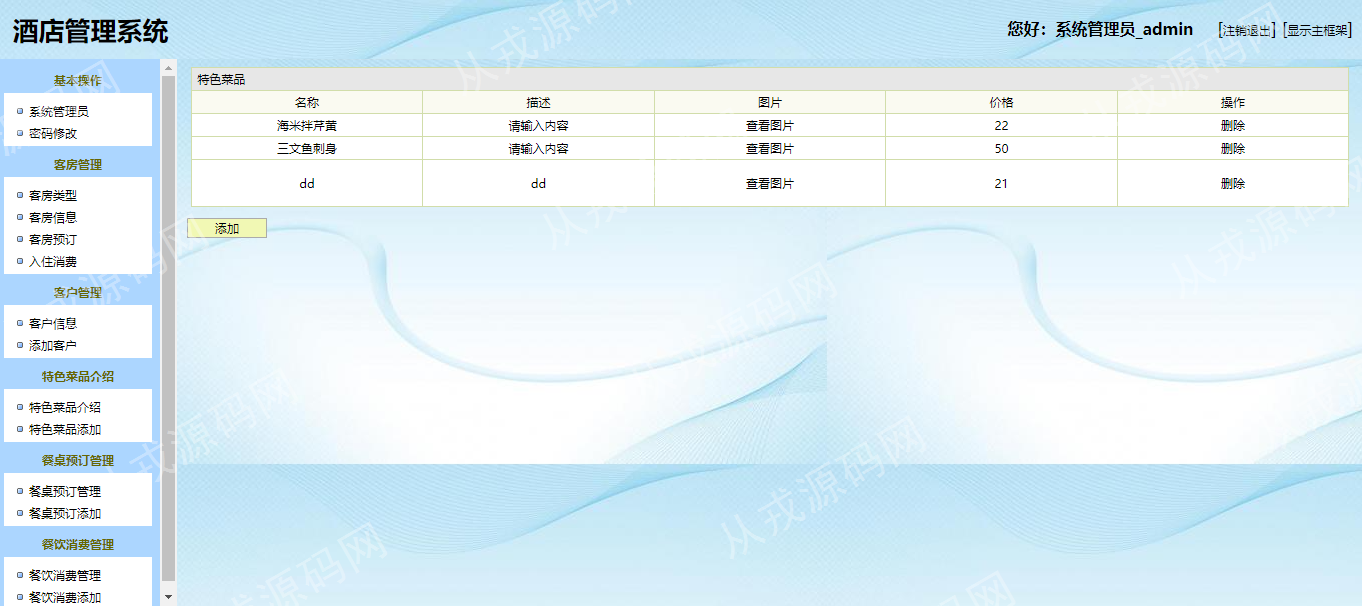 酒店管理系统
您好：系统管理员_admin [注销退出] [显示主框架]
基本操作
系统管理员
密码修改
客房管理
客房类型
客房信息
客房预订
入住消费
客户管理
客户信息
添加客户
特色菜品介绍
特色菜品介绍
特色菜品添加
餐桌预订管理
餐桌预订管理
餐桌预订添加
餐饮消费管理
餐饮消费管理
餐饮消费添加
特色菜品
名称 描述 图片 价格 操作
海米拌芹菜 请输入内容 查看图片 22 删除
三文鱼刺身 请输入内容 查看图片 50 删除
dd dd 查看图片 21 删除
添加
从戎源码网
从戎源码网
从戎源码网
从戎源码网
从戎源码网